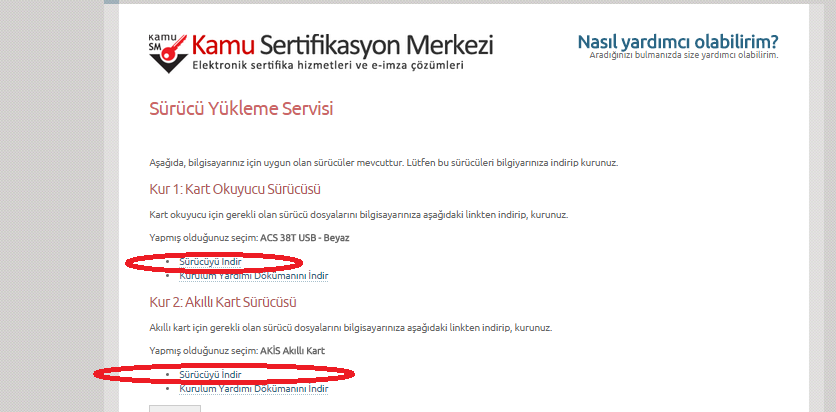 kamu
SM
Kamu Sertifikasyon Merkezi
Elektronik sertifika hizmetleri ve e-imza çözümleri
Nasıl yardımcı olabilirim?
Aradığınızı bulmanızda size yardımcı olabilirim.
Sürücü Yükleme Servisi
Aşağıda, bilgisayarınız için uygun olan sürücüler mevcuttur. Lütfen bu sürücüleri bilgiyarınıza indirip kurunuz.
Kur 1: Kart Okuyucu Sürücüsü
Kart okuyucu için gerekli olan sürücü dosyalarını bilgisayarınıza aşağıdaki linkten indirip, kurunuz.
Yapmış olduğunuz seçim: ACS 38T USB - Beyaz
• Sürücüyü İndir
• Kurulum Yardımı Dökümanını İndir
Kur 2: Akıllı Kart Sürücüsü
Akıllı kart için gerekli olan sürücü dosyalarını bilgisayarınıza aşağıdaki linkten indirip, kurunuz.
Yapmış olduğunuz seçim: AKİS Akıllı Kart
• Sürücüyü İndir
• Kurulum Yardımı Dökümanını İndir